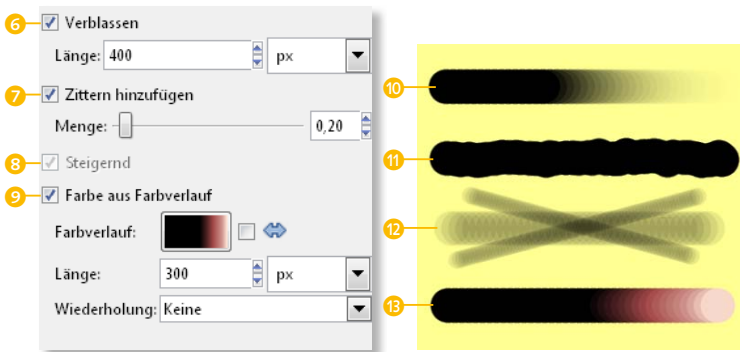 6 Verblassen
Länge: 400 px
7 Zittern hinzufügen
Menge: 0,20
8 Steigernd
9 Farbe aus Farbverlauf
Farbverlauf:
Länge: 300 px
Wiederholung: Keine
10
11
12
13